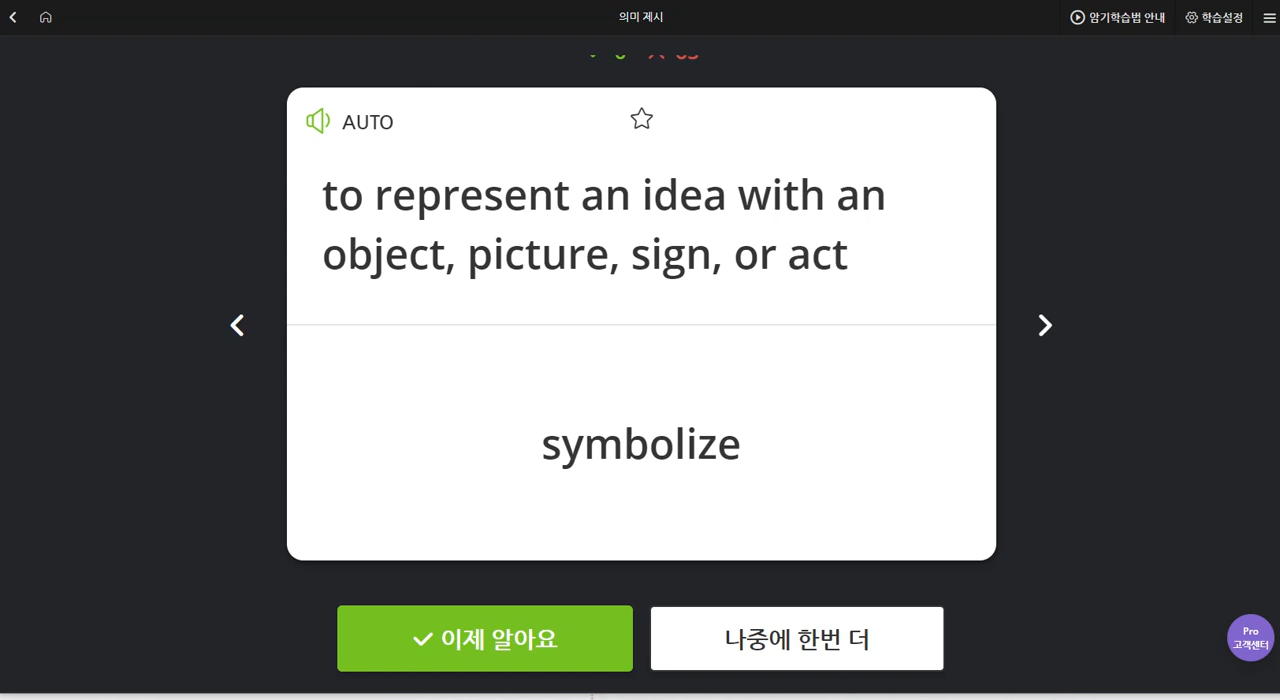 의미 제시
암기학습법 안내
학습설정
AUTO
to represent an idea with an
object, picture, sign, or act
symbolize
이제 알아요
나중에 한번 더
Pro
고객센터